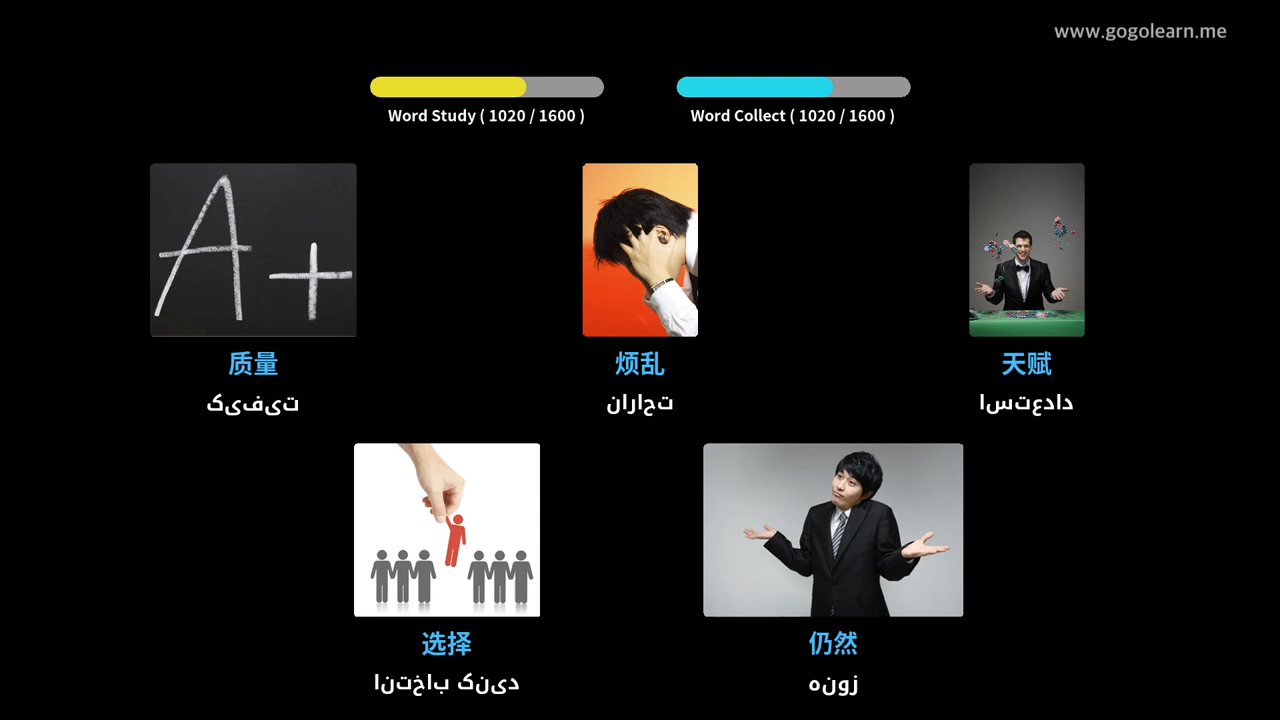 www.gogolearn.me
Word Study ( 1020 / 1600 )
Word Collect ( 1020 / 1600 )
A+
质量
烦乱
天赋
کیفیت
ناراحت
استعداد
选择
仍然
انتخاب کنید
هنوز